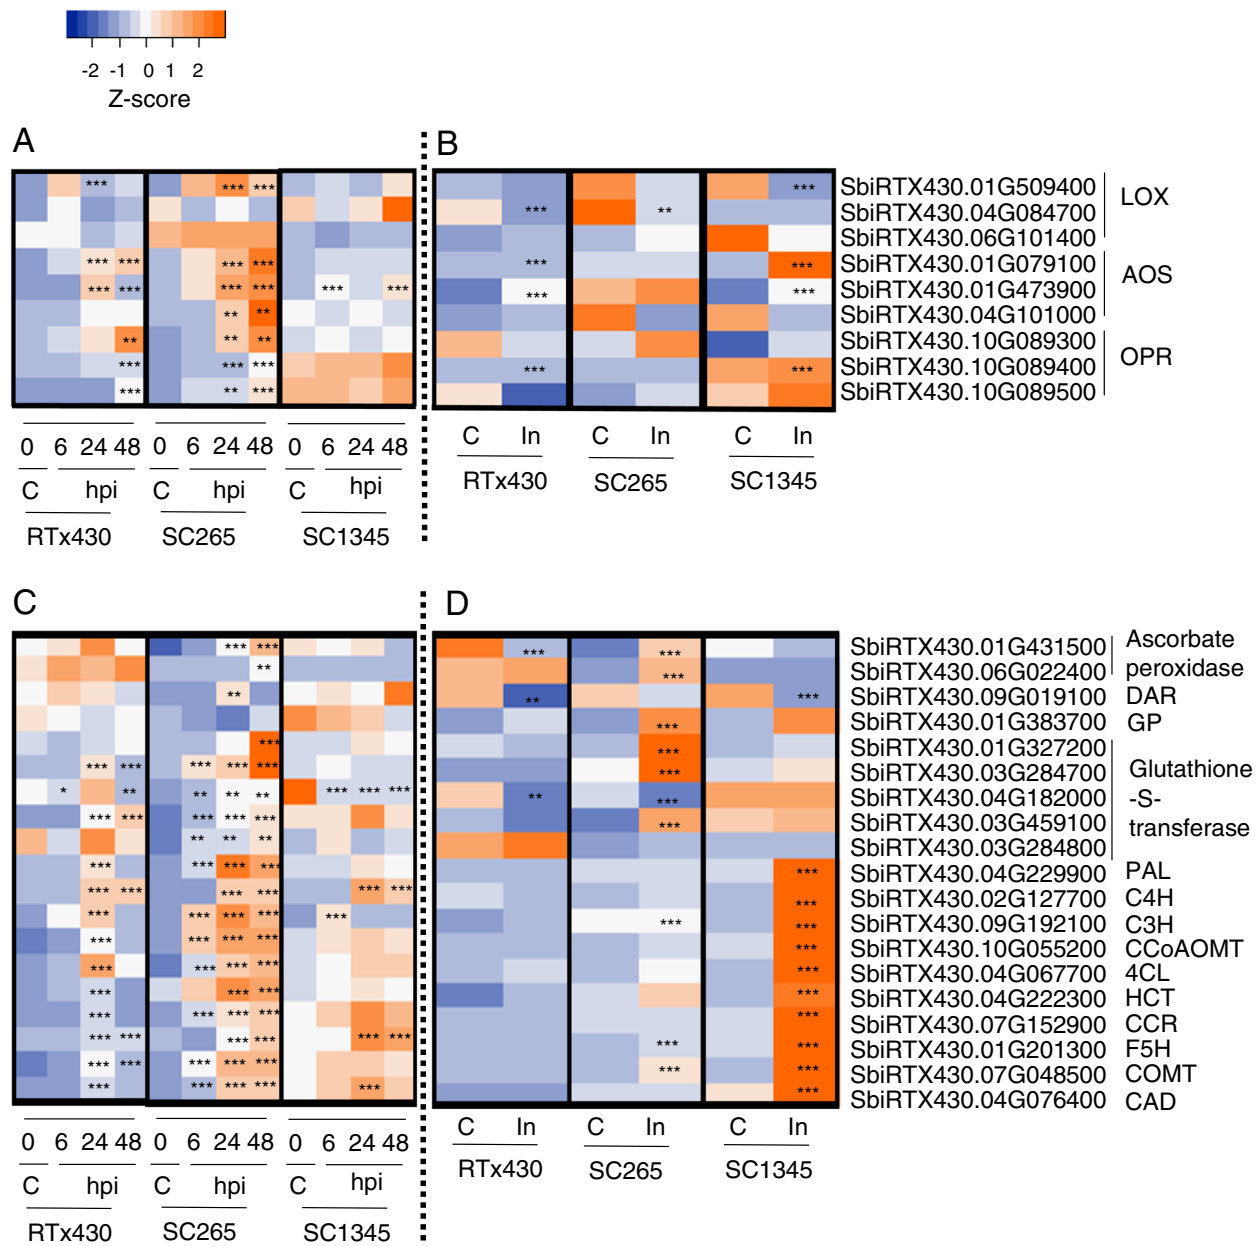 -2 -1 0 1 2
Z-score
A
B
*** *** ***
*** **
*** *** *** ***
*** *** *** *** *** ***
** **
** ** **
*** *** ***
*** ** ***
*** *** ***
*** **
*** ***
*** ***
*** ***
SbiRTX430.01G509400
SbiRTX430.04G084700
SbiRTX430.06G101400
SbiRTX430.01G079100
SbiRTX430.01G473900
SbiRTX430.04G101000
SbiRTX430.10G089300
SbiRTX430.10G089400
SbiRTX430.10G089500
LOX
AOS
OPR
0 6 24 48 0 6 24 48 0 6 24 48
C hpi C hpi C hpi
RTx430 SC265 SC1345
C In C In C In
RTx430 SC265 SC1345
C
D
*** ***
**
**
***
*** *** *** *** ***
* ** ** ** ** *** *** ***
*** *** *** *** ***
** ** **
*** *** *** ***
*** *** *** *** *** ***
*** *** *** *** ***
*** *** *** ***
*** *** *** ***
*** *** ***
*** *** *** ***
*** *** *** *** *** ***
*** *** *** *** ***
*** *** *** *** ***
*** ***
***
** ***
***
***
***
** ***
***
***
***
*** ***
***
***
***
***
*** ***
*** ***
***
SbiRTX430.01G431500
SbiRTX430.06G022400
SbiRTX430.09G019100
SbiRTX430.01G383700
SbiRTX430.01G327200
SbiRTX430.03G284700
SbiRTX430.04G182000
SbiRTX430.03G459100
SbiRTX430.03G284800
SbiRTX430.04G229900
SbiRTX430.02G127700
SbiRTX430.09G192100
SbiRTX430.10G055200
SbiRTX430.04G067700
SbiRTX430.04G222300
SbiRTX430.07G152900
SbiRTX430.01G201300
SbiRTX430.07G048500
SbiRTX430.04G076400
Ascorbate
peroxidase
DAR
GP
Glutathione
-S-
transferase
PAL
C4H
C3H
CCoAOMT
4CL
HCT
CCR
F5H
COMT
CAD
0 6 24 48 0 6 24 48 0 6 24 48
C hpi C hpi C hpi
RTx430 SC265 SC1345
C In C In C In
RTx430 SC265 SC1345